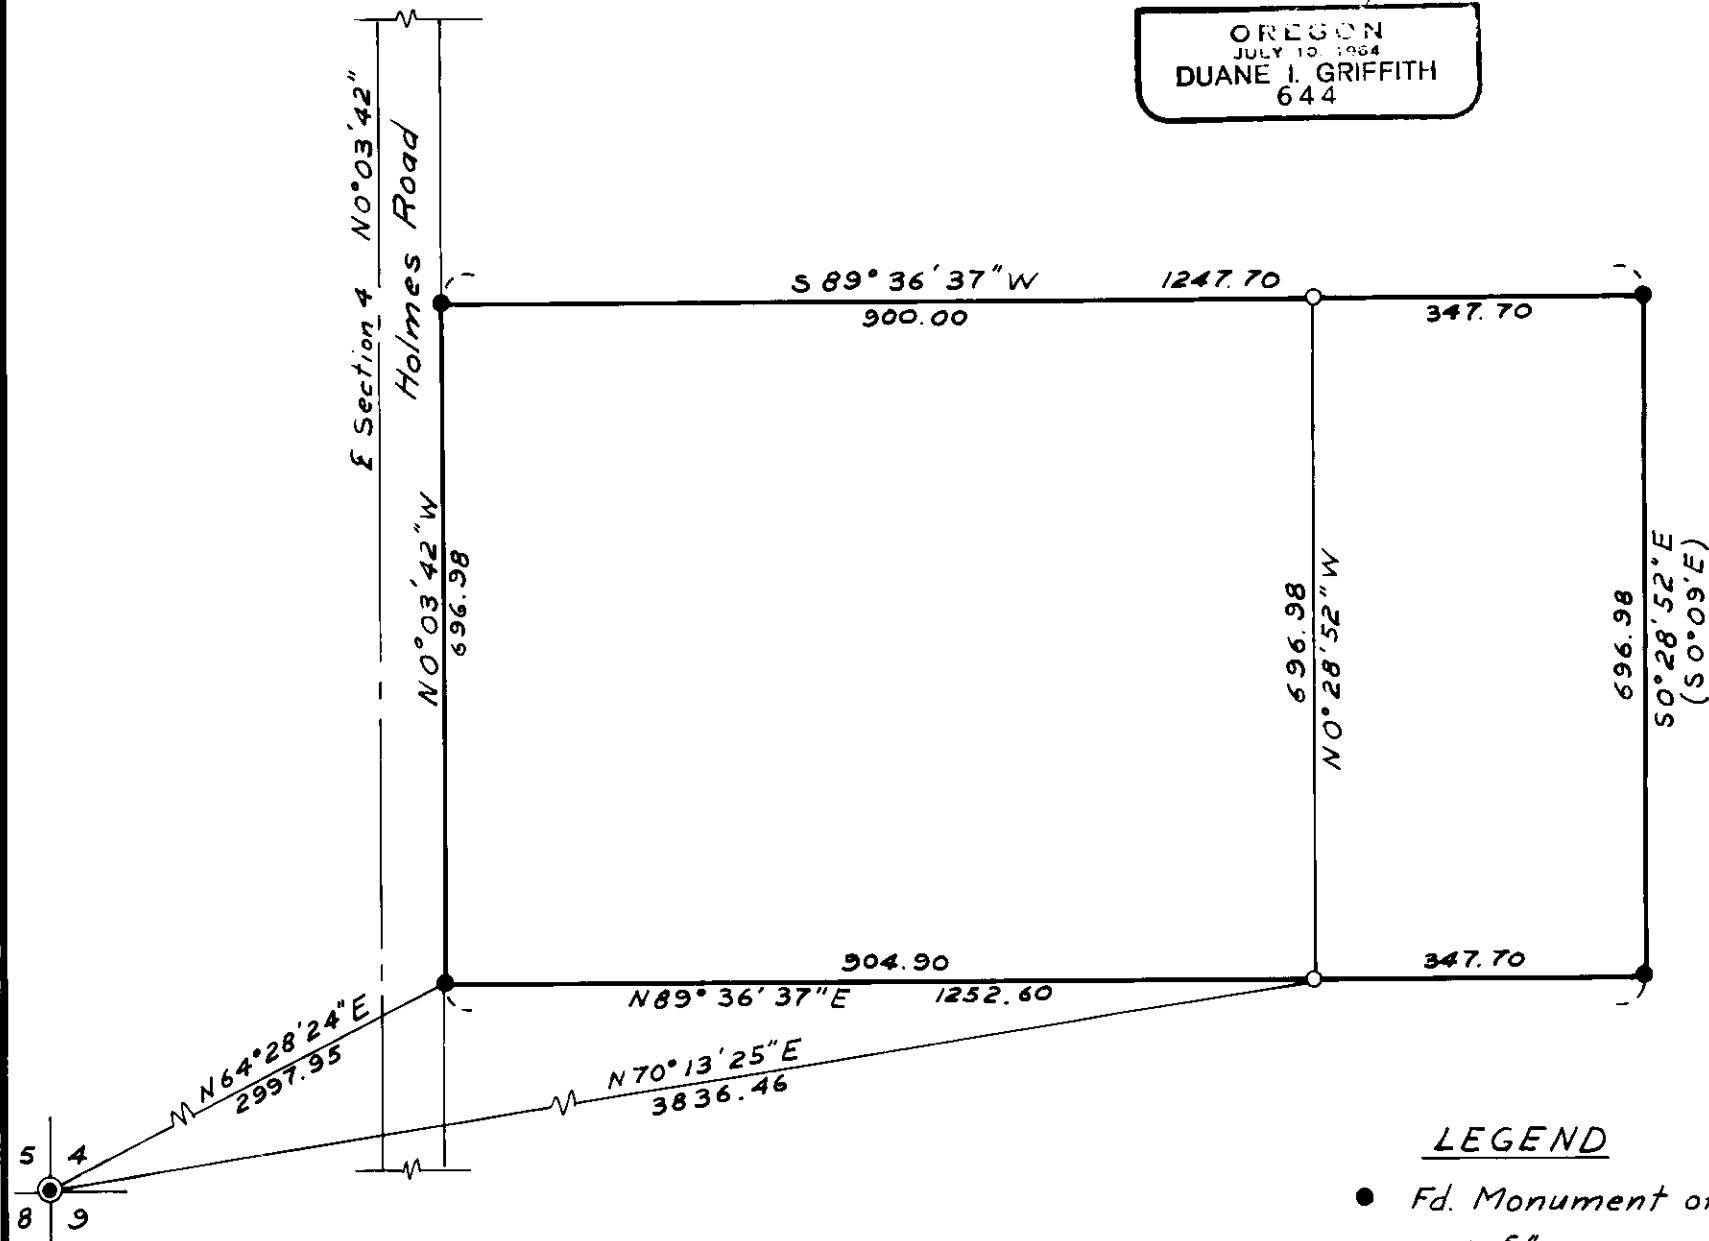 OREGON
JULY 10, 1964
DUANE I. GRIFFITH
644
℄ Section 4 N0°03'42"
Holmes Road
S 89° 36' 37" W 1247.70
900.00
347.70
N0°03'42"W
696.98
696.98
N0°28'52"W
696.98
S0°28'52"E
(S0°09'E)
904.90
347.70
N89°36'37"E 1252.60
N64°28'24"E
2997.95
N70°13'25"E
3836.46
5 4
8 9
LEGEND
● Fd. Monument